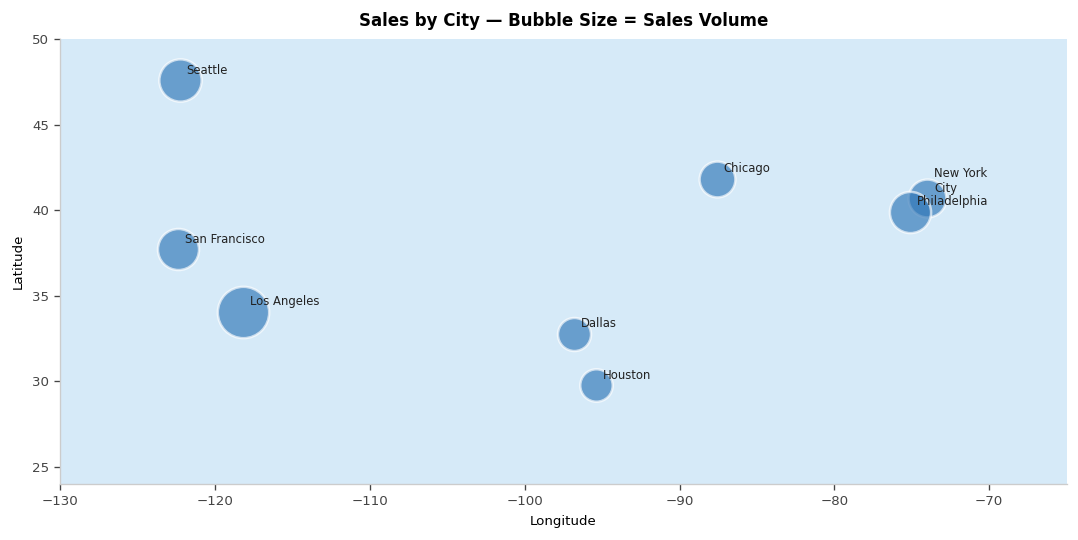 Sales by City — Bubble Size = Sales Volume
50
45
40
35
30
25
Latitude
Seattle
Chicago
New York
City
Philadelphia
San Francisco
Los Angeles
Dallas
Houston
−130
−120
−110
−100
−90
−80
−70
Longitude